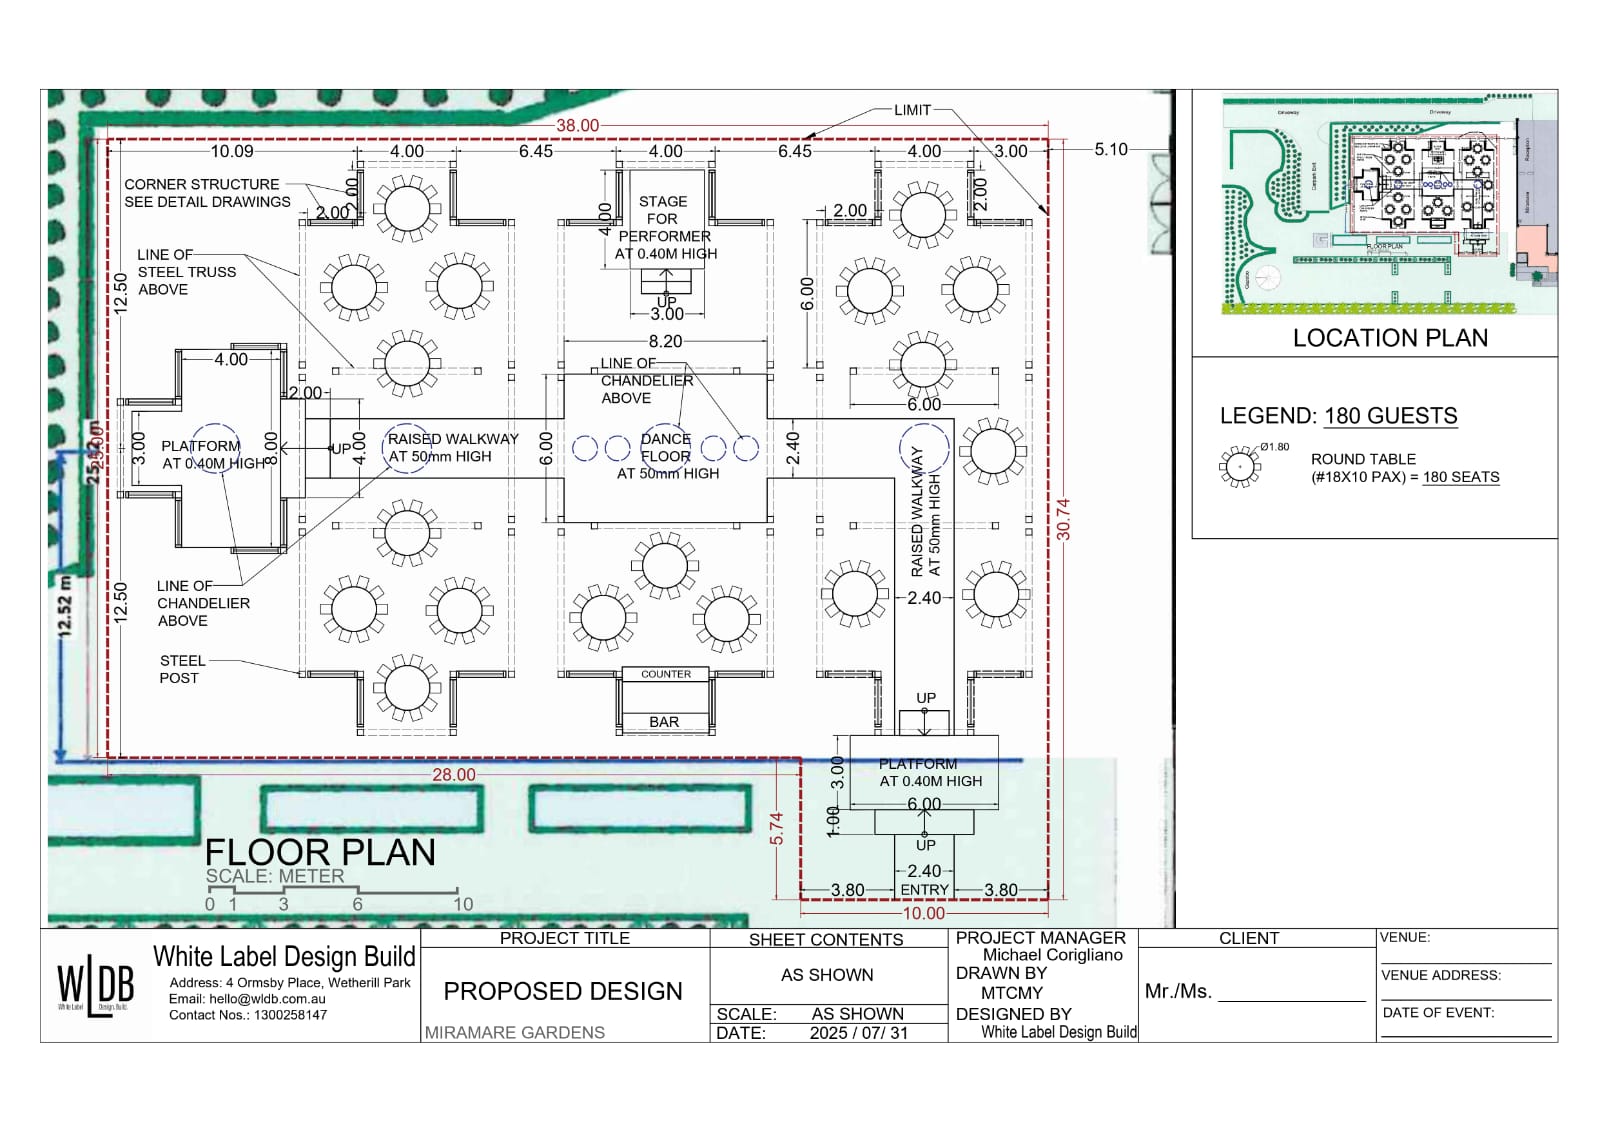 LIMIT
38.00
10.09
4.00
6.45
4.00
6.45
4.00
3.00
5.10
CORNER STRUCTURE
SEE DETAIL DRAWINGS
2.00
2.00
LINE OF
STEEL TRUSS
ABOVE
12.50
4.00
STAGE
FOR
PERFORMER
AT 0.40M HIGH
UP
3.00
8.20
2.00
2.00
6.00
6.00
4.00
2.00
LINE OF
CHANDELIER
ABOVE
3.00
PLATFORM
AT 0.40M HIGH
8.00
UP
4.00
RAISED WALKWAY
AT 50mm HIGH
6.00
DANCE
FLOOR
AT 50mm HIGH
2.40
RAISED WALKWAY
AT 50mm HIGH
2.40
30.74
25.00
12.52 m
12.50
LINE OF
CHANDELIER
ABOVE
STEEL
POST
COUNTER
BAR
UP
PLATFORM
AT 0.40M HIGH
3.00
6.00
1.00
UP
2.40
3.80
ENTRY
3.80
10.00
28.00
5.74
FLOOR PLAN
SCALE: METER
0 1 3 6 10
Driveway
Driveway
Carpark Exit
Reception
Miramare
Gazebo
FLOOR PLAN
LOCATION PLAN
LEGEND: 180 GUESTS
Ø1.80
ROUND TABLE
(#18X10 PAX) = 180 SEATS
WLDB
White Label Design. Build.
White Label Design Build
Address: 4 Ormsby Place, Wetherill Park
Email: hello@wldb.com.au
Contact Nos.: 1300258147
PROJECT TITLE
PROPOSED DESIGN
MIRAMARE GARDENS
SHEET CONTENTS
AS SHOWN
SCALE: AS SHOWN
DATE: 2025 / 07/ 31
PROJECT MANAGER
Michael Corigliano
DRAWN BY
MTCMY
DESIGNED BY
White Label Design Build
CLIENT
Mr./Ms.
VENUE:
VENUE ADDRESS:
DATE OF EVENT: